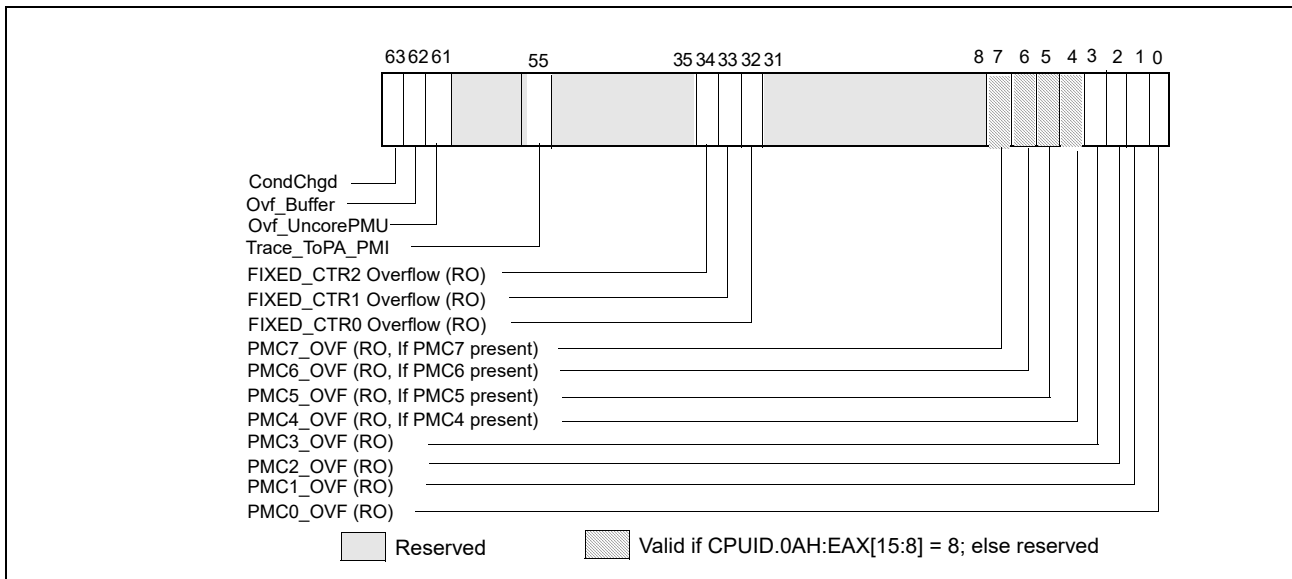 63 62 61 55 35 34 33 32 31 8 7 6 5 4 3 2 1 0
CondChgd
Ovf_Buffer
Ovf_UncorePMU
Trace_ToPA_PMI
FIXED_CTR2 Overflow (RO)
FIXED_CTR1 Overflow (RO)
FIXED_CTR0 Overflow (RO)
PMC7_OVF (RO, If PMC7 present)
PMC6_OVF (RO, If PMC6 present)
PMC5_OVF (RO, If PMC5 present)
PMC4_OVF (RO, If PMC4 present)
PMC3_OVF (RO)
PMC2_OVF (RO)
PMC1_OVF (RO)
PMC0_OVF (RO)
Reserved Valid if CPUID.0AH:EAX[15:8] = 8; else reserved